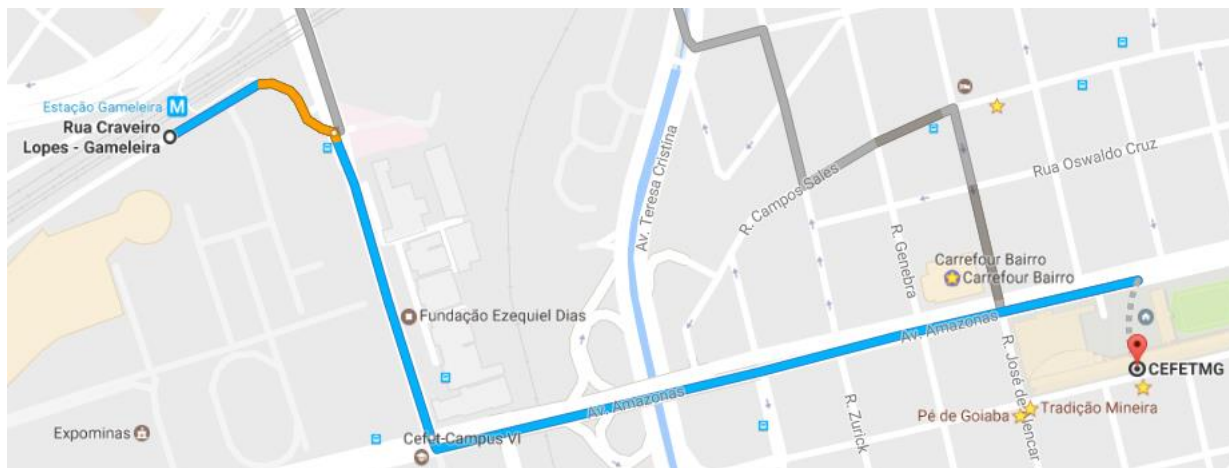 Estação Gameleira
M
Rua Craveiro
Lopes - Gameleira
Av. Teresa Cristina
R. Campos Sales
Rua Oswaldo Cruz
R. Genebra
Carrefour Bairro
Carrefour Bairro
Fundação Ezequiel Dias
Av. Amazonas
R. José de Alencar
CEFETMG
Av. Amazonas
R. Zurick
Pé de Goiaba
Tradição Mineira
Expominas
Cefet-Campus VI